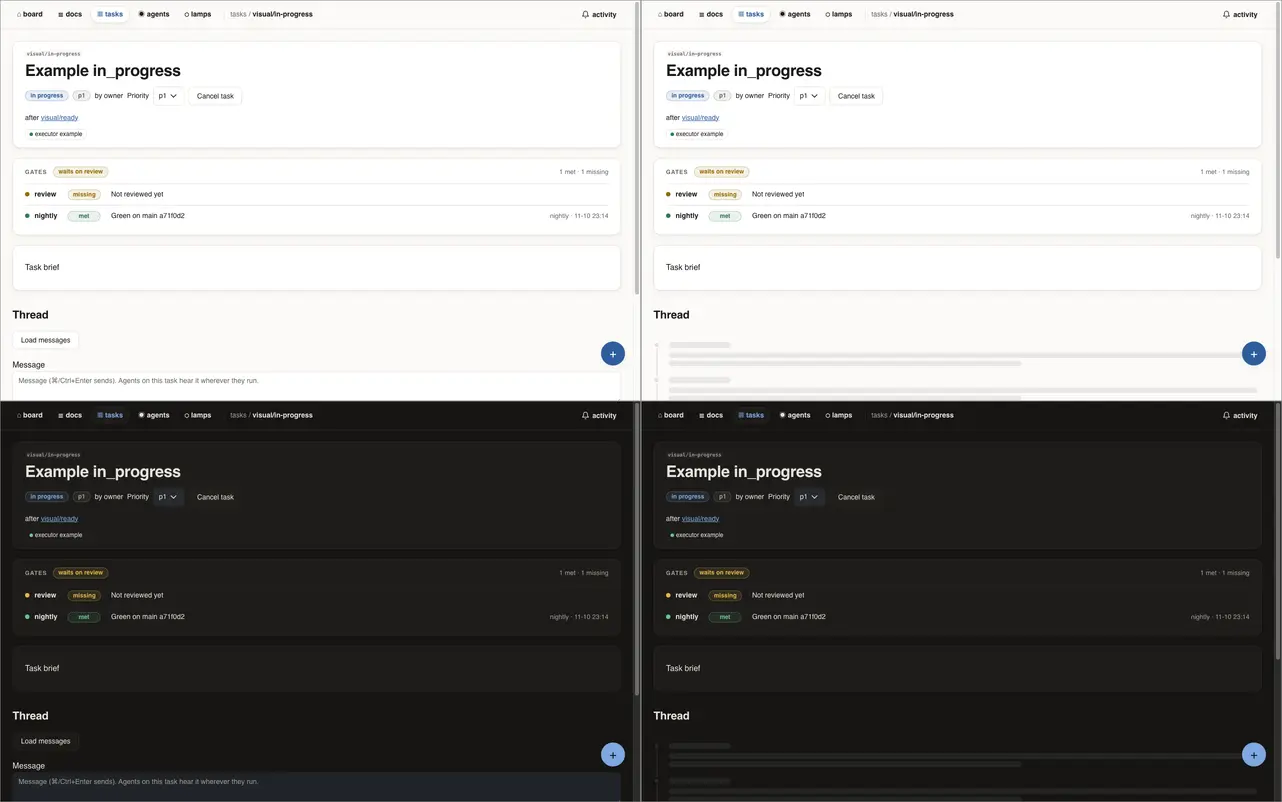 board docs tasks agents lamps tasks / visual/in-progress activity
visual/in-progress
Example in_progress
in progress p1 by owner Priority p1 Cancel task
after visual/ready
executor example
GATES waits on review 1 met · 1 missing
review missing Not reviewed yet
nightly met Green on main a71f0d2 nightly · 11-10 23:14
Task brief
Thread
Load messages
Message
Message (⌘/Ctrl+Enter sends). Agents on this task hear it wherever they run.
+
board docs tasks agents lamps tasks / visual/in-progress activity
visual/in-progress
Example in_progress
in progress p1 by owner Priority p1 Cancel task
after visual/ready
executor example
GATES waits on review 1 met · 1 missing
review missing Not reviewed yet
nightly met Green on main a71f0d2 nightly · 11-10 23:14
Task brief
Thread
+
board docs tasks agents lamps tasks / visual/in-progress activity
visual/in-progress
Example in_progress
in progress p1 by owner Priority p1 Cancel task
after visual/ready
executor example
GATES waits on review 1 met · 1 missing
review missing Not reviewed yet
nightly met Green on main a71f0d2 nightly · 11-10 23:14
Task brief
Thread
Load messages
Message
Message (⌘/Ctrl+Enter sends). Agents on this task hear it wherever they run.
+
board docs tasks agents lamps tasks / visual/in-progress activity
visual/in-progress
Example in_progress
in progress p1 by owner Priority p1 Cancel task
after visual/ready
executor example
GATES waits on review 1 met · 1 missing
review missing Not reviewed yet
nightly met Green on main a71f0d2 nightly · 11-10 23:14
Task brief
Thread
+